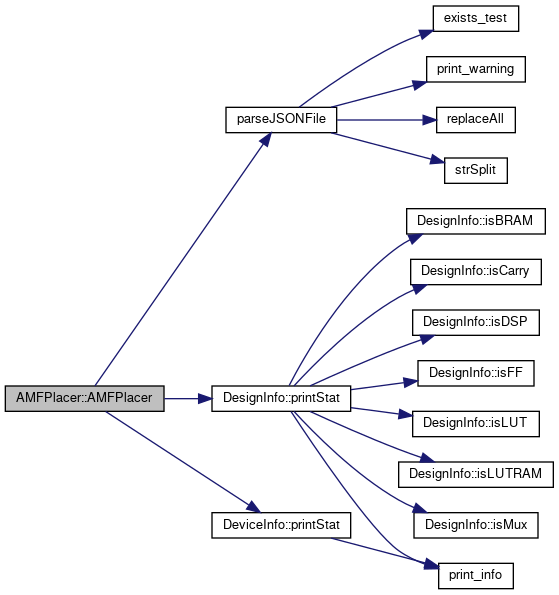 exists_test
print_warning
parseJSONFile
replaceAll
strSplit
DesignInfo::isBRAM
DesignInfo::isCarry
DesignInfo::isDSP
DesignInfo::isFF
AMFPlacer::AMFPlacer
DesignInfo::printStat
DesignInfo::isLUT
DesignInfo::isLUTRAM
DeviceInfo::printStat
DesignInfo::isMux
print_info